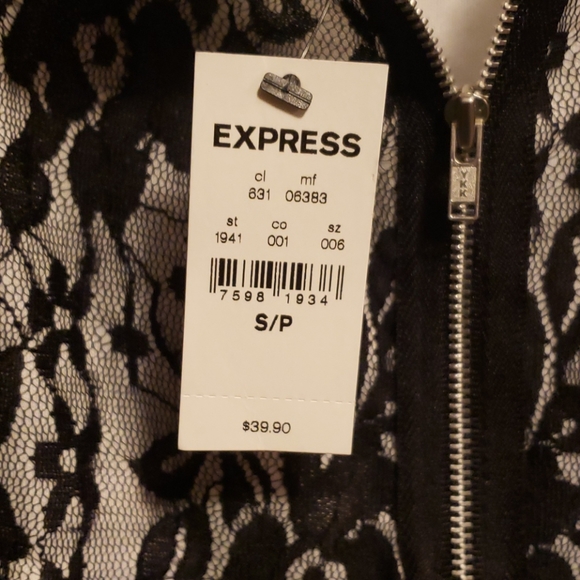 EXPRESS
cl mf
631 06383
st co sz
1941 001 006
7598 1934
S/P
$39.90
YKK